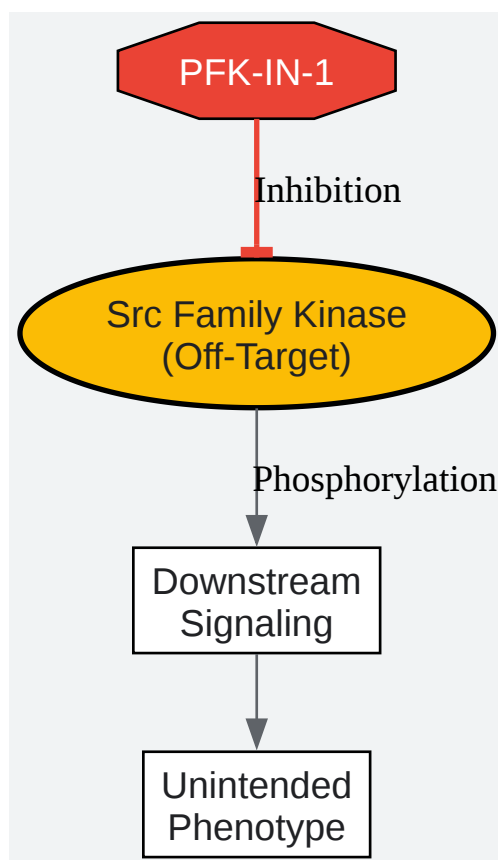 PFK-IN-1
Inhibition
Src Family Kinase
(Off-Target)
Phosphorylation
Downstream
Signaling
Unintended
Phenotype